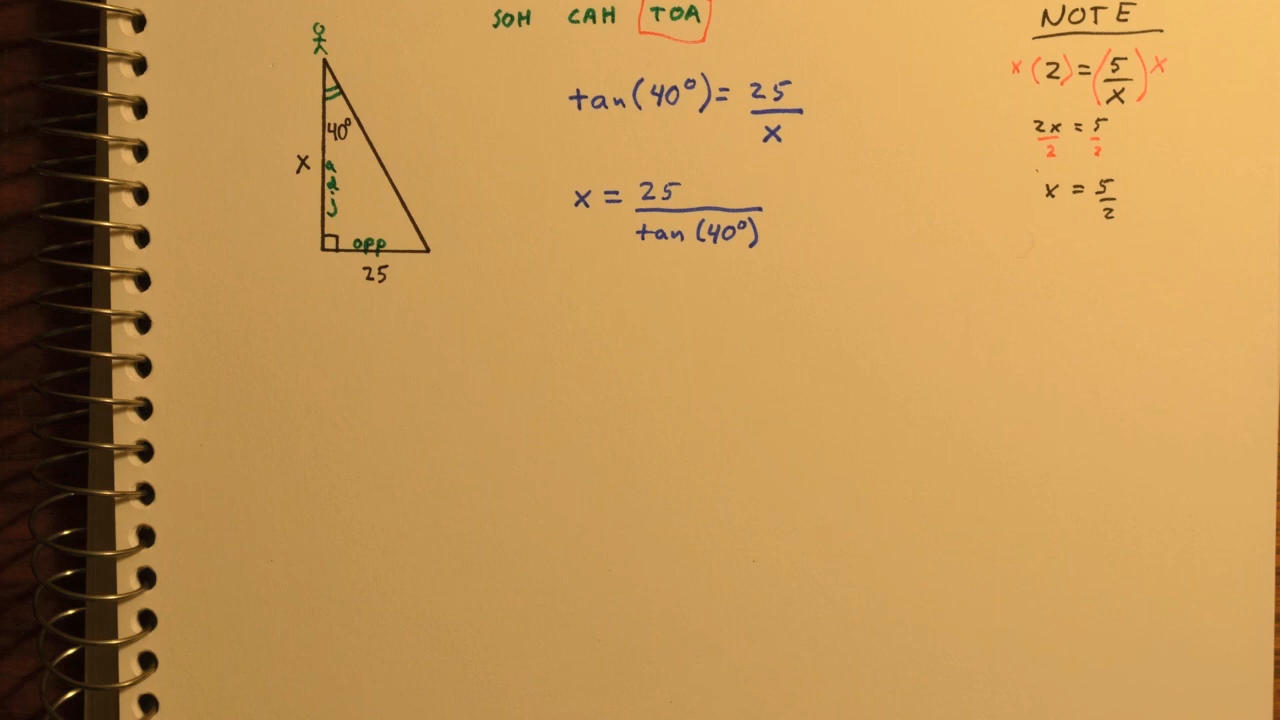 SOH CAH TOA
40°
x
adj
opp
25
tan(40°) = 25/x
x = 25/tan(40°)
NOTE
x(2) = (5/x)x
2x/2 = 5/2
x = 5/2